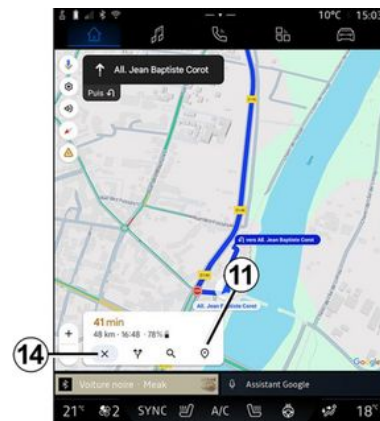 10°C 15:03
All. Jean Baptiste Corot
Puis
vers All. Jean Baptiste Corot
All. Jean Baptiste Corot
11
41 min
48 km · 16:48 · 78%
14
Google
Voiture noire · Meak
Assistant Google
21° 2 SYNC A/C 18°